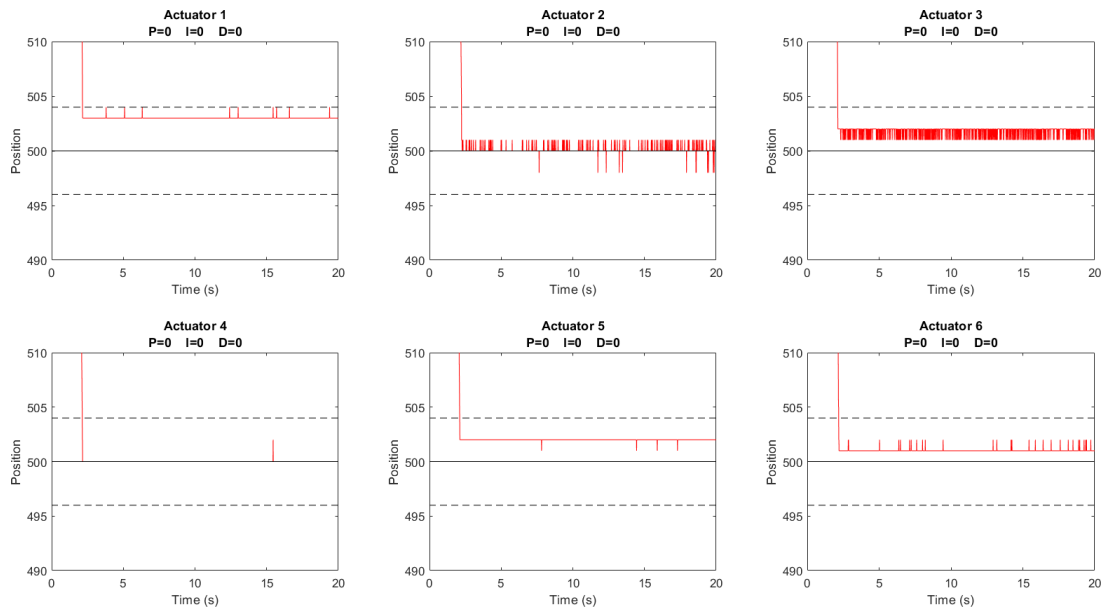 Actuator 1
P=0 I=0 D=0
510
505
500
495
490
Position
0 5 10 15 20
Time (s)
Actuator 2
P=0 I=0 D=0
510
505
500
495
490
Position
0 5 10 15 20
Time (s)
Actuator 3
P=0 I=0 D=0
510
505
500
495
490
Position
0 5 10 15 20
Time (s)
Actuator 4
P=0 I=0 D=0
510
505
500
495
490
Position
0 5 10 15 20
Time (s)
Actuator 5
P=0 I=0 D=0
510
505
500
495
490
Position
0 5 10 15 20
Time (s)
Actuator 6
P=0 I=0 D=0
510
505
500
495
490
Position
0 5 10 15 20
Time (s)